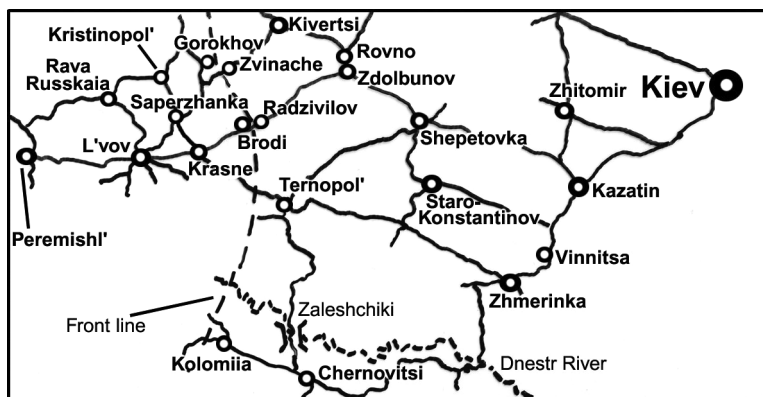 Kivertsi
Kristinopol'
Gorokhov
Zvinache
Rovno
Rava
Russkaia
Zdolbunov
Kiev
Saperzhanka
Radzivilov
Zhitomir
L'vov
Brodi
Shepetovka
Krasne
Ternopol'
Staro-
Konstantinov
Kazatin
Peremishl'
Vinnitsa
Zhmerinka
Front line
Zaleshchiki
Kolomiia
Chernovitsi
Dnestr River